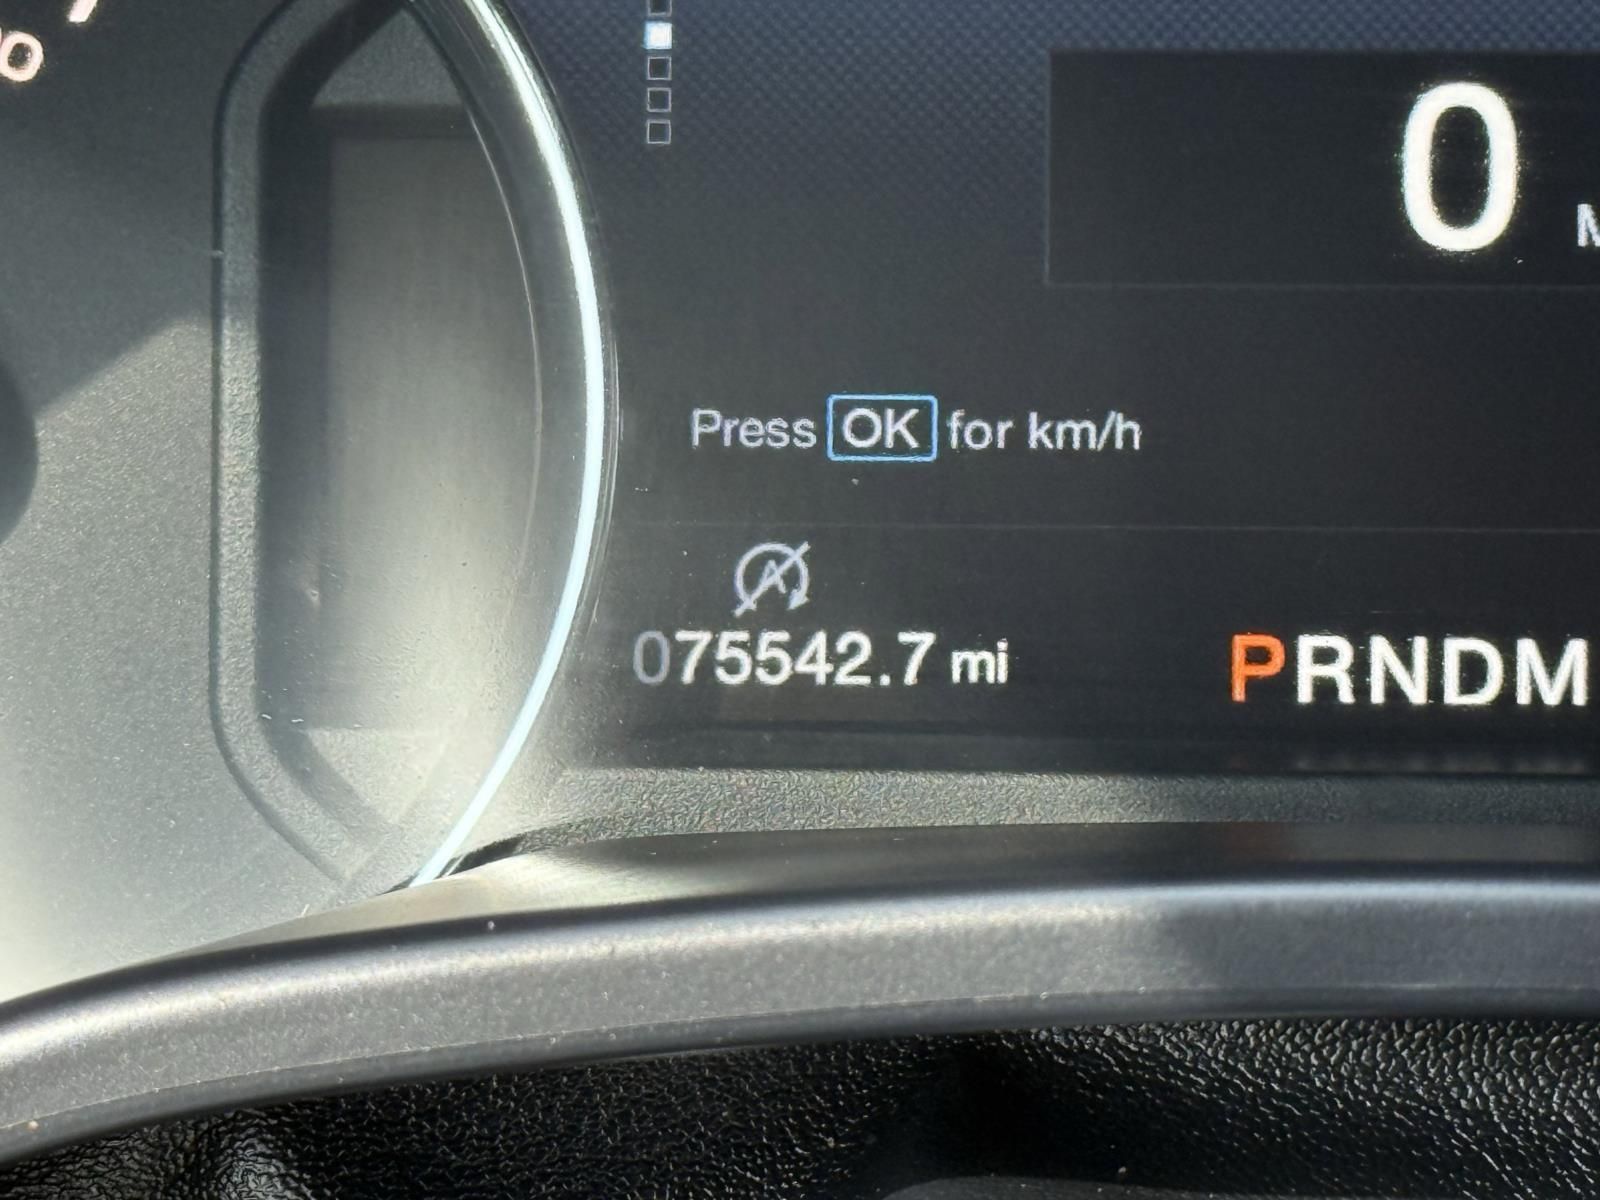 0
Press OK for km/h
A
075542.7 mi
PRNDM